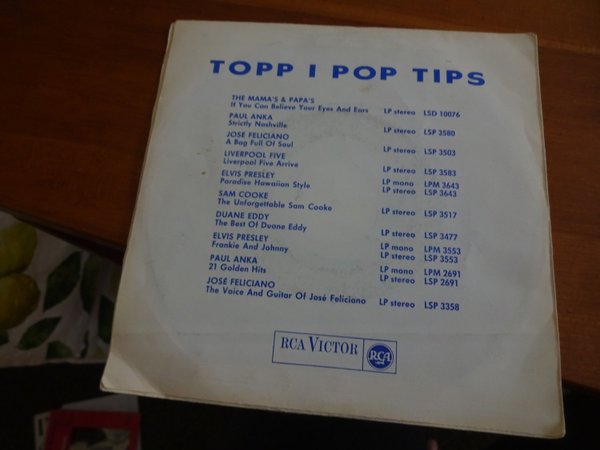 TOPP I POP TIPS
THE MAMA'S & PAPA'S
If You Can Believe Your Eyes And Ears LP stereo LSD 10076
PAUL ANKA
Strictly Nashville LP stereo LSP 3580
JOSÉ FELICIANO
A Bag Full Of Soul LP stereo LSP 3503
LIVERPOOL FIVE
Liverpool Five Arrive LP stereo LSP 3583
ELVIS PRESLEY LP mono LPM 3643
Paradise Hawaiian Style LP stereo LSP 3643
SAM COOKE
The Unforgettable Sam Cooke LP stereo LSP 3517
DUANE EDDY
The Best Of Duane Eddy LP stereo LSP 3477
ELVIS PRESLEY LP mono LPM 3553
Frankie And Johnny LP stereo LSP 3553
PAUL ANKA LP mono LPM 2691
21 Golden Hits LP stereo LSP 2691
JOSÉ FELICIANO
The Voice And Guitar Of José Feliciano LP stereo LSP 3358
RCA VICTOR RCA